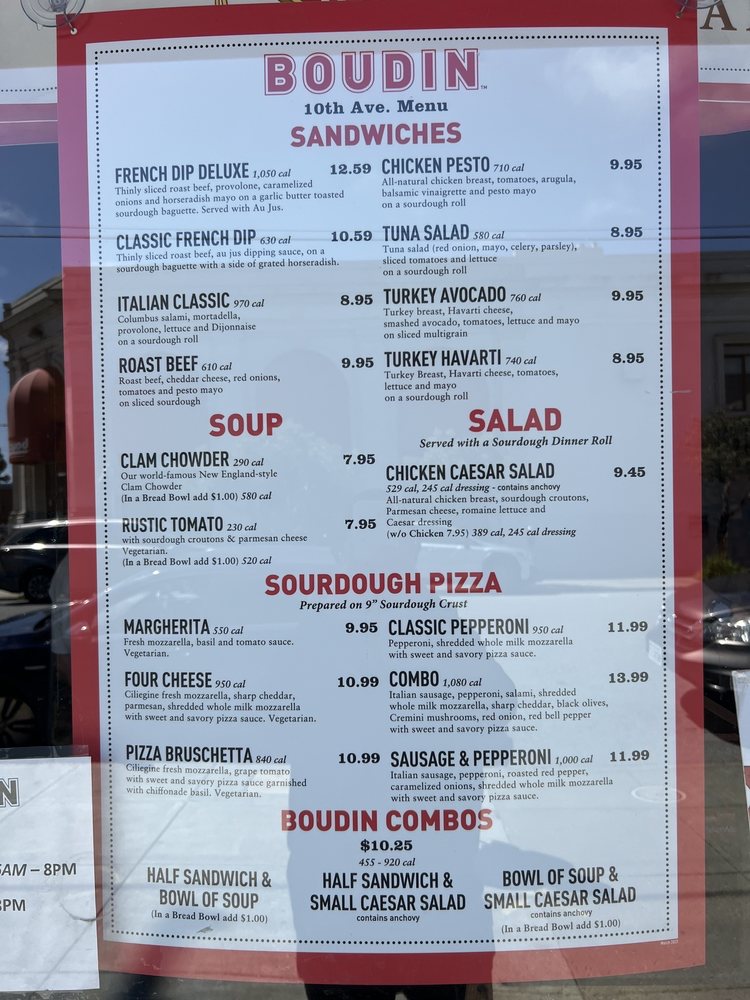 BOUDIN™
10th Ave. Menu
SANDWICHES
FRENCH DIP DELUXE 1,050 cal 12.59
Thinly sliced roast beef, provolone, caramelized
onions and horseradish mayo on a garlic butter toasted
sourdough baguette. Served with Au Jus.
CLASSIC FRENCH DIP 630 cal 10.59
Thinly sliced roast beef, au jus dipping sauce, on a
sourdough baguette with a side of grated horseradish.
ITALIAN CLASSIC 970 cal 8.95
Columbus salami, mortadella,
provolone, lettuce and Dijonnaise
on a sourdough roll
ROAST BEEF 610 cal 9.95
Roast beef, cheddar cheese, red onions,
tomatoes and pesto mayo
on sliced sourdough
CHICKEN PESTO 710 cal 9.95
All-natural chicken breast, tomatoes, arugula,
balsamic vinaigrette and pesto mayo
on a sourdough roll
TUNA SALAD 580 cal 8.95
Tuna salad (red onion, mayo, celery, parsley),
sliced tomatoes and lettuce
on a sourdough roll
TURKEY AVOCADO 760 cal 9.95
Turkey breast, Havarti cheese,
smashed avocado, tomatoes, lettuce and mayo
on sliced multigrain
TURKEY HAVARTI 740 cal 8.95
Turkey Breast, Havarti cheese, tomatoes,
lettuce and mayo
on a sourdough roll
SOUP
CLAM CHOWDER 290 cal 7.95
Our world-famous New England-style
Clam Chowder
(In a Bread Bowl add $1.00) 580 cal
RUSTIC TOMATO 230 cal 7.95
with sourdough croutons & parmesan cheese
Vegetarian.
(In a Bread Bowl add $1.00) 520 cal
SALAD
Served with a Sourdough Dinner Roll
CHICKEN CAESAR SALAD 9.45
529 cal, 245 cal dressing - contains anchovy
All-natural chicken breast, sourdough croutons,
Parmesan cheese, romaine lettuce and
Caesar dressing
(w/o Chicken 7.95) 389 cal, 245 cal dressing
SOURDOUGH PIZZA
Prepared on 9" Sourdough Crust
MARGHERITA 550 cal 9.95
Fresh mozzarella, basil and tomato sauce.
Vegetarian.
FOUR CHEESE 950 cal 10.99
Ciliegine fresh mozzarella, sharp cheddar,
parmesan, shredded whole milk mozzarella
with sweet and savory pizza sauce. Vegetarian.
PIZZA BRUSCHETTA 840 cal 10.99
Ciliegine fresh mozzarella, grape tomato
with sweet and savory pizza sauce garnished
with chiffonade basil. Vegetarian.
CLASSIC PEPPERONI 950 cal 11.99
Pepperoni, shredded whole milk mozzarella
with sweet and savory pizza sauce.
COMBO 1,080 cal 13.99
Italian sausage, pepperoni, salami, shredded
whole milk mozzarella, sharp cheddar, black olives,
Cremini mushrooms, red onion, red bell pepper
with sweet and savory pizza sauce.
SAUSAGE & PEPPERONI 1,000 cal 11.99
Italian sausage, pepperoni, roasted red pepper,
caramelized onions, shredded whole milk mozzarella
with sweet and savory pizza sauce.
BOUDIN COMBOS
$10.25
455 - 920 cal
HALF SANDWICH &
BOWL OF SOUP
(In a Bread Bowl add $1.00)
HALF SANDWICH &
SMALL CAESAR SALAD
contains anchovy
BOWL OF SOUP &
SMALL CAESAR SALAD
contains anchovy
(In a Bread Bowl add $1.00)
N
AM – 8PM
8PM
A